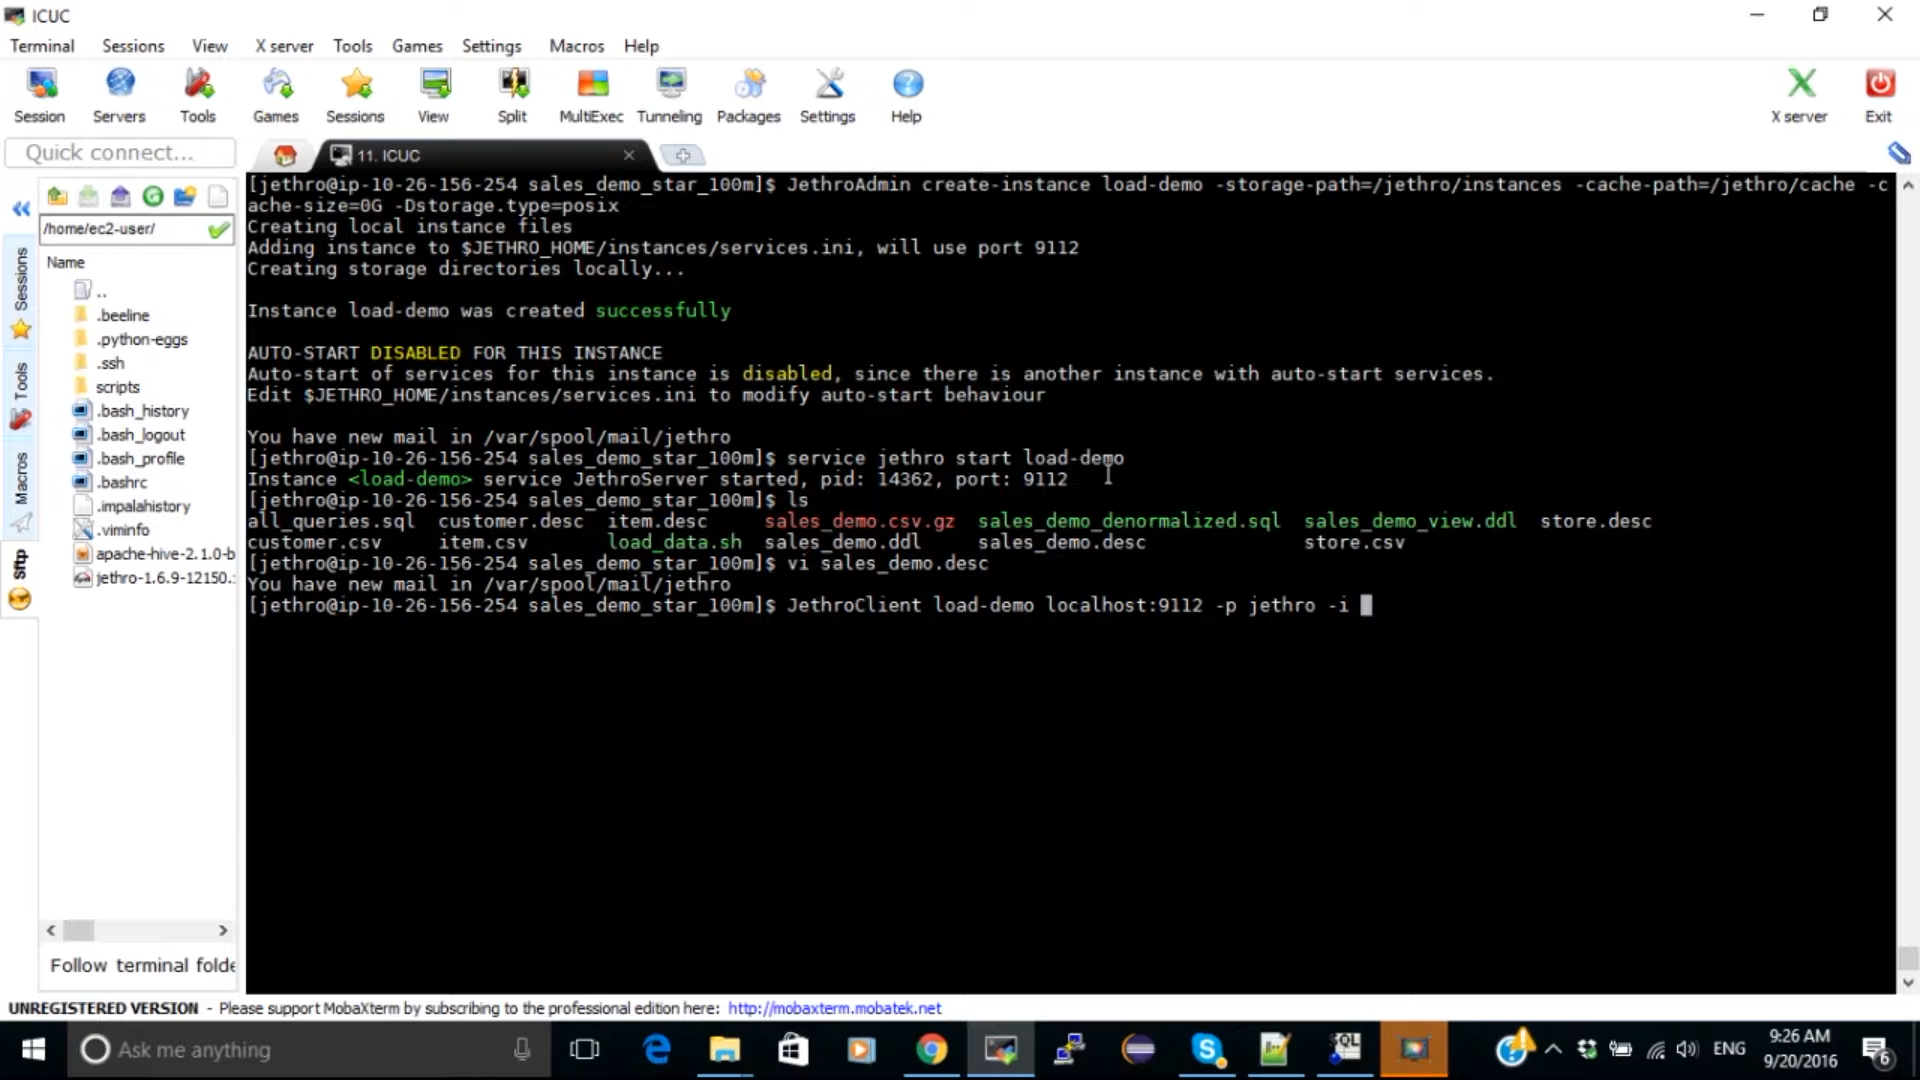 ICUC
Terminal Sessions View X server Tools Games Settings Macros Help
Session Servers Tools Games Sessions View Split MultiExec Tunneling Packages Settings Help X server Exit
Quick connect...
11. ICUC
/home/ec2-user/
Name
..
.beeline
.python-eggs
.ssh
scripts
.bash_history
.bash_logout
.bash_profile
.bashrc
.impalahistory
.viminfo
apache-hive-2.1.0-b
jethro-1.6.9-12150.
Follow terminal folde
Sessions
Tools
Macros
Sftp
[jethro@ip-10-26-156-254 sales_demo_star_100m]$ JethroAdmin create-instance load-demo -storage-path=/jethro/instances -cache-path=/jethro/cache -c
ache-size=0G -Dstorage.type=posix
Creating local instance files
Adding instance to $JETHRO_HOME/instances/services.ini, will use port 9112
Creating storage directories locally...
Instance load-demo was created successfully
AUTO-START DISABLED FOR THIS INSTANCE
Auto-start of services for this instance is disabled, since there is another instance with auto-start services.
Edit $JETHRO_HOME/instances/services.ini to modify auto-start behaviour
You have new mail in /var/spool/mail/jethro
[jethro@ip-10-26-156-254 sales_demo_star_100m]$ service jethro start load-demo
Instance <load-demo> service JethroServer started, pid: 14362, port: 9112
[jethro@ip-10-26-156-254 sales_demo_star_100m]$ ls
all_queries.sql customer.desc item.desc sales_demo.csv.gz sales_demo_denormalized.sql sales_demo_view.ddl store.desc
customer.csv item.csv load_data.sh sales_demo.ddl sales_demo.desc store.csv
[jethro@ip-10-26-156-254 sales_demo_star_100m]$ vi sales_demo.desc
You have new mail in /var/spool/mail/jethro
[jethro@ip-10-26-156-254 sales_demo_star_100m]$ JethroClient load-demo localhost:9112 -p jethro -i
UNREGISTERED VERSION - Please support MobaXterm by subscribing to the professional edition here: http://mobaxterm.mobatek.net
Ask me anything
ENG
9:26 AM
9/20/2016
6